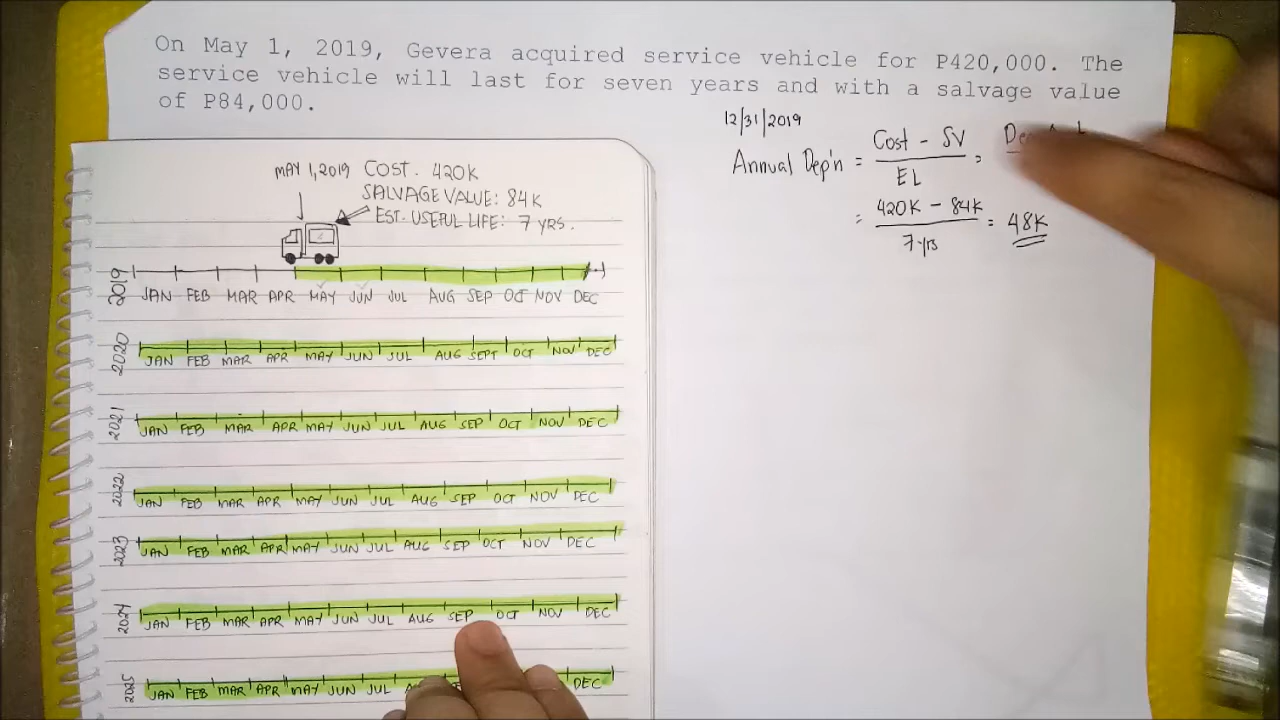 On May 1, 2019, Gevera acquired service vehicle for P420,000. The
service vehicle will last for seven years and with a salvage value
of P84,000.
12/31/2019
Annual Dep'n = Cost - SV / EL =
= 420K - 84K / 7 yrs = 48K
MAY 1, 2019 COST. 420K
SALVAGE VALUE: 84K
EST. USEFUL LIFE: 7 YRS.
2019
JAN FEB MAR APR MAY JUN JUL AUG SEP OCT NOV DEC
2020
JAN FEB MAR APR MAY JUN JUL AUG SEPT OCT NOV DEC
2021
JAN FEB MAR APR MAY JUN JUL AUG SEP OCT NOV DEC
2022
JAN FEB MAR APR MAY JUN JUL AUG SEP OCT NOV DEC
2023
JAN FEB MAR APR MAY JUN JUL AUG SEP OCT NOV DEC
2024
JAN FEB MAR APR MAY JUN JUL AUG SEP OCT NOV DEC
2025
JAN FEB MAR APR MAY JUN JUL DEC